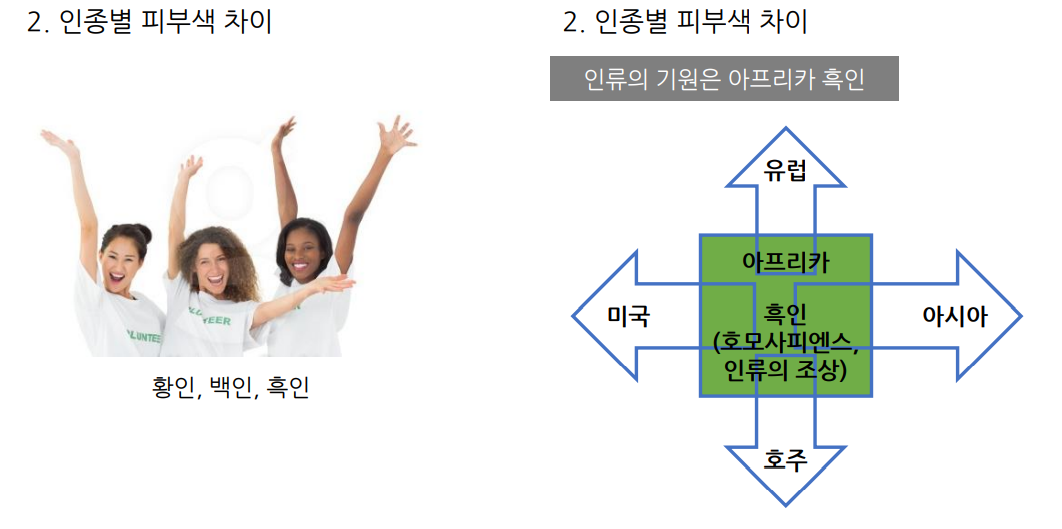 2. 인종별 피부색 차이
VOLUNTEE
VOLU
TEER
황인, 백인, 흑인
2. 인종별 피부색 차이
인류의 기원은 아프리카 흑인
유럽
아프리카
미국
흑인
아시아
(호모사피엔스,
인류의 조상)
호주